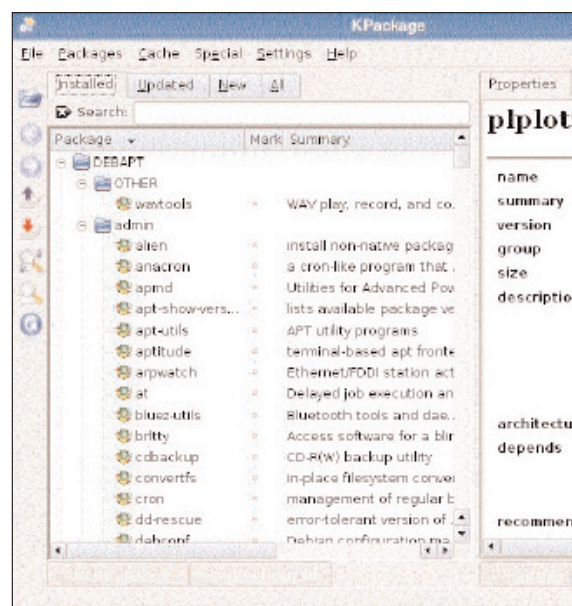 KPackage
File Packages Cache Special Settings Help
Installed Updated New All
Search:
Package Mark Summary
DEBAPT
OTHER
wavtools WAV play, record, and co.
admin
alien install non-native packag
anacron a cron-like program that .
apmd Utilities for Advanced Pow
apt-show-vers... lists available package ve
apt-utils APT utility programs
aptitude terminal-based apt fronte
arpwatch Ethernet/FDDI station act
at Delayed job execution an
bluez-utils Bluetooth tools and dae..
brltty Access software for a blin
cdbackup CD-R(W) backup utility
convertfs in-place filesystem conver
cron management of regular b
dd-rescue error-tolerant version of .
debconf Debian configuration ma
Properties
plplot
name
summary
version
group
size
descriptio
architectu
depends
recommen